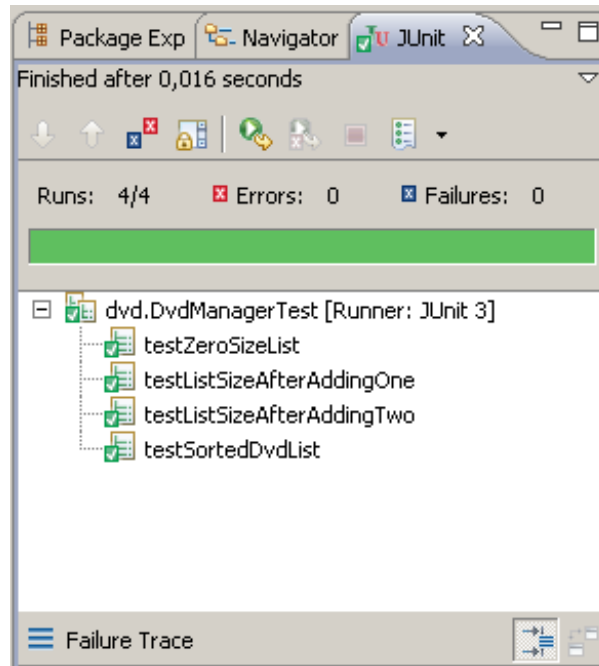 Package Exp Navigator JUnit
Finished after 0,016 seconds
Runs: 4/4 Errors: 0 Failures: 0
dvd.DvdManagerTest [Runner: JUnit 3]
testZeroSizeList
testListSizeAfterAddingOne
testListSizeAfterAddingTwo
testSortedDvdList
Failure Trace